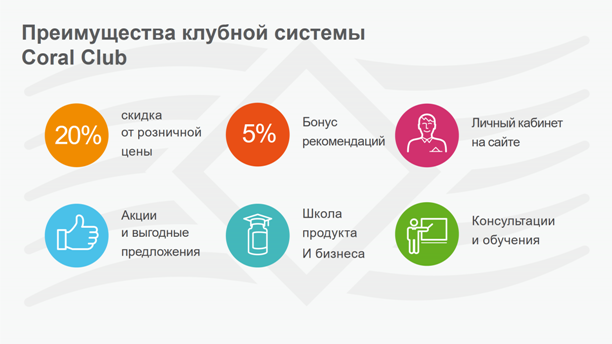 Преимущества клубной системы
Coral Club
20%
скидка
от розничной
цены
5%
Бонус
рекомендаций
Личный кабинет
на сайте
Акции
и выгодные
предложения
Школа
продукта
И бизнеса
Консультации
и обучения